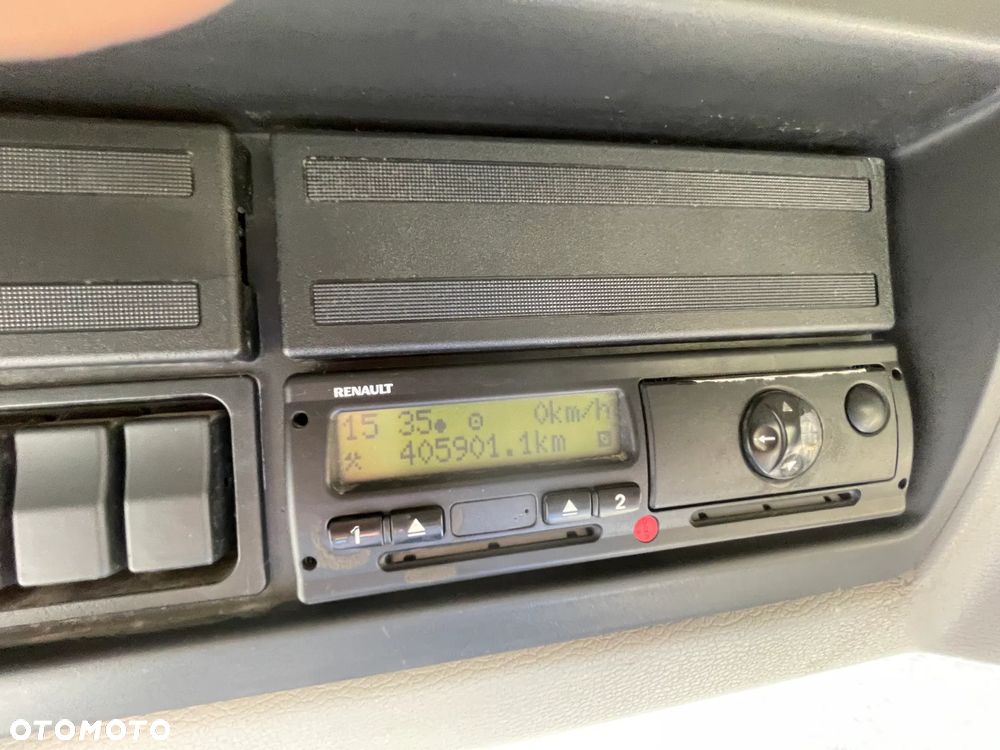 RENAULT
15 35● 0km/h
405901.1km
1 2
OTOMOTO